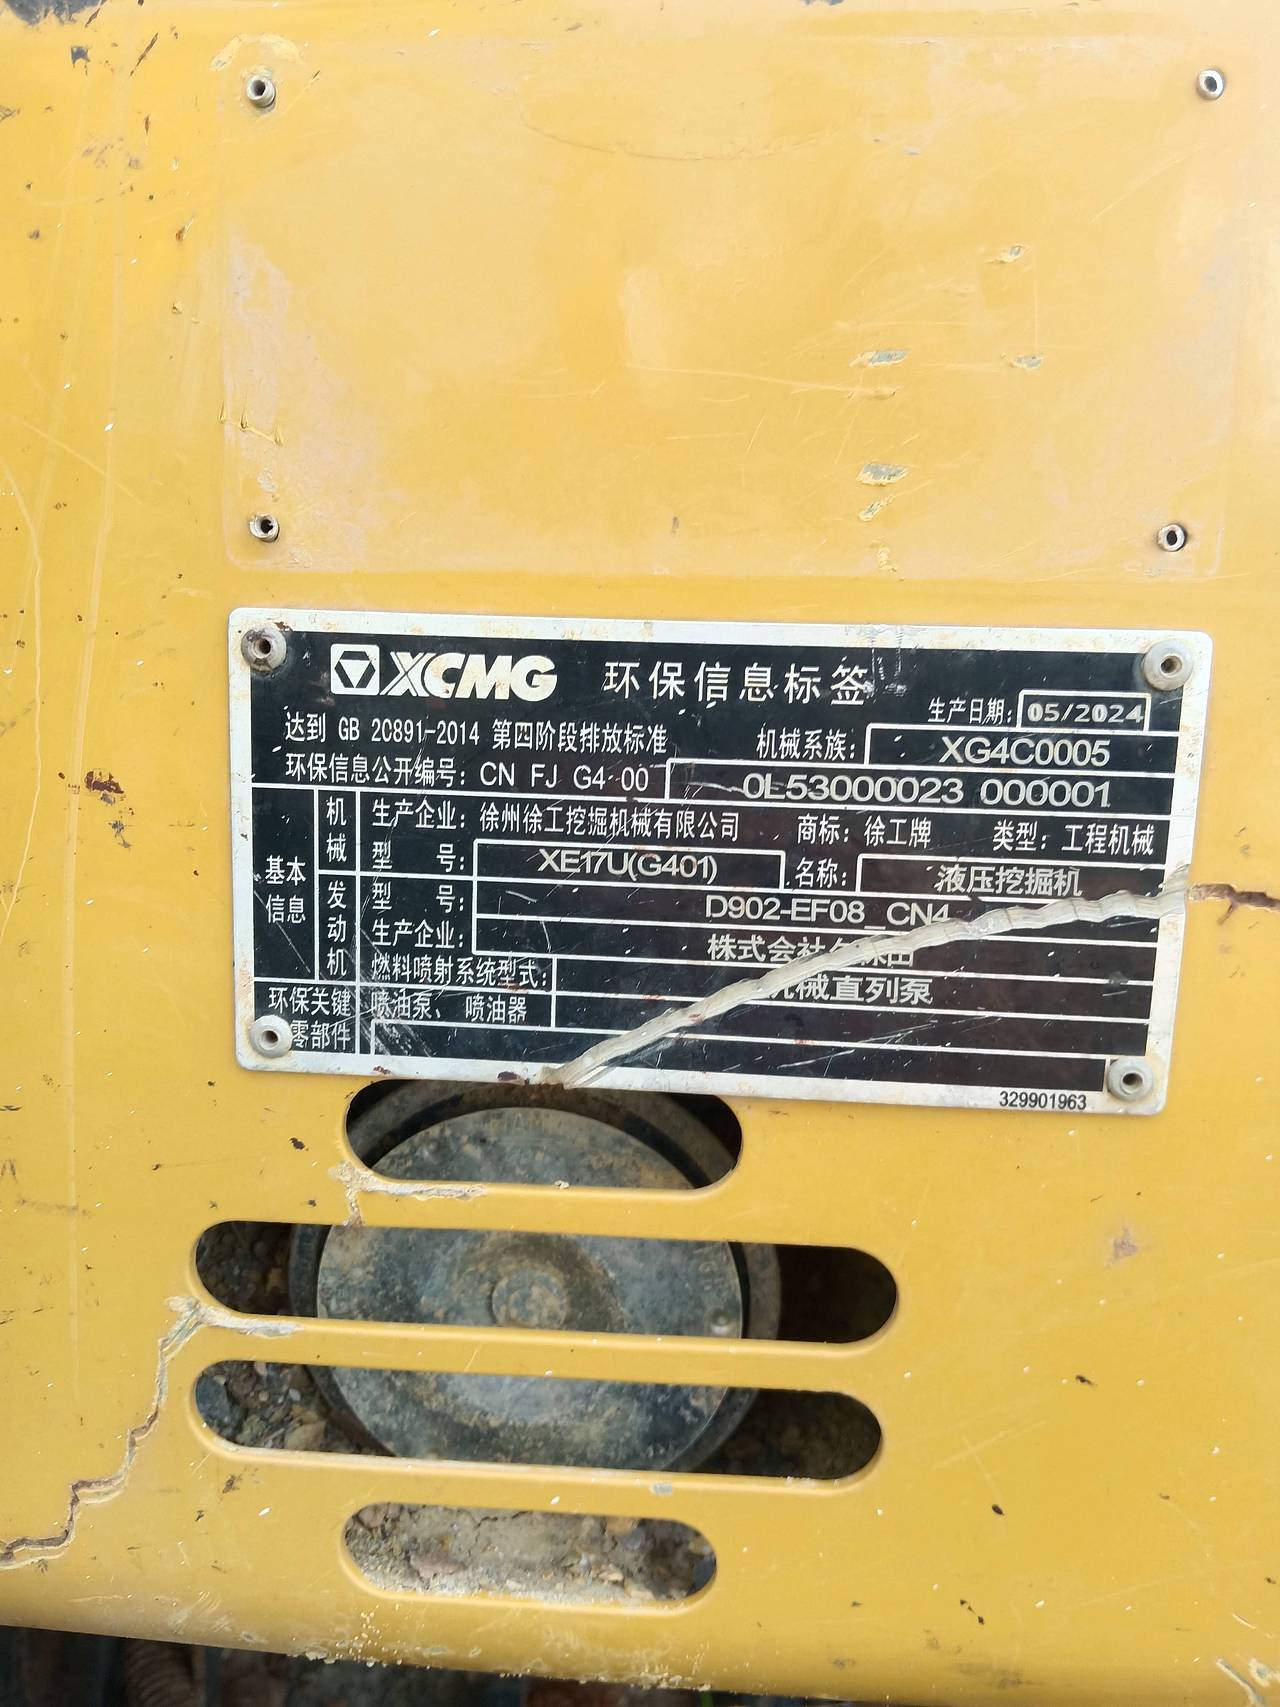 XCMG 环保信息标签
生产日期: 05/2024
达到 GB 20891-2014 第四阶段排放标准
机械系族: XG4C0005
环保信息公开编号: CN FJ G4 00 0L53000023 000001
基本信息
机械
生产企业: 徐州徐工挖掘机械有限公司 商标: 徐工牌 类型: 工程机械
型号: XE17U(G401) 名称: 液压挖掘机
发动机
型号: D902-EF08_CN4
生产企业: 株式会社
燃料喷射系统型式: 机械直列泵
环保关键零部件
喷油泵、喷油器
329901963